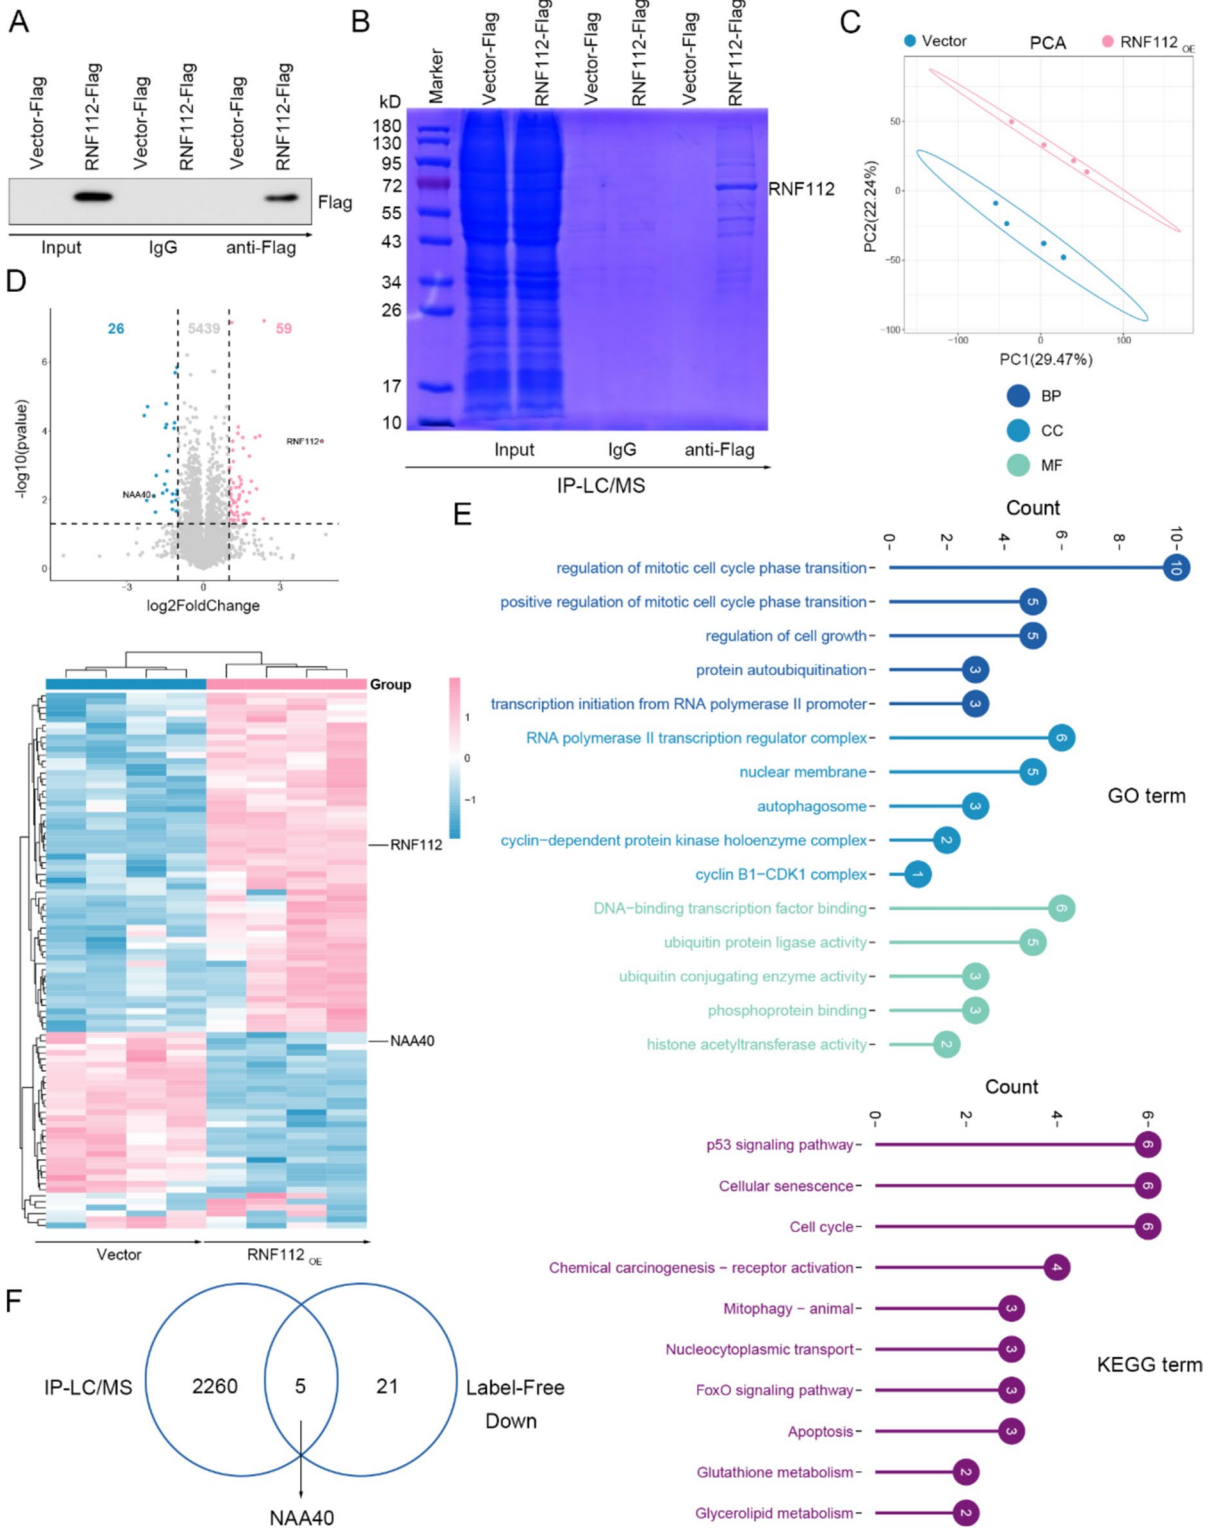 A
Vector-Flag
RNF112-Flag
Vector-Flag
RNF112-Flag
Vector-Flag
RNF112-Flag
Flag
Input
IgG
anti-Flag
B
kD
Marker
Vector-Flag
RNF112-Flag
Vector-Flag
RNF112-Flag
Vector-Flag
RNF112-Flag
180
130
95
72
55
43
34
26
17
10
RNF112
Input
IgG
anti-Flag
IP-LC/MS
C
Vector
PCA
RNF112 OE
PC2(22.24%)
50
0
−50
−100
−100
0
100
PC1(29.47%)
D
26
5439
59
-log10(pvalue)
6
4
2
0
RNF112
NAA40
−3
0
3
log2FoldChange
Group
1
0
−1
RNF112
NAA40
Vector
RNF112 OE
BP
CC
MF
E
Count
0
2
4
6
8
10
regulation of mitotic cell cycle phase transition
10
positive regulation of mitotic cell cycle phase transition
5
regulation of cell growth
5
protein autoubiquitination
3
transcription initiation from RNA polymerase II promoter
3
RNA polymerase II transcription regulator complex
6
nuclear membrane
5
autophagosome
3
cyclin−dependent protein kinase holoenzyme complex
2
cyclin B1−CDK1 complex
1
DNA−binding transcription factor binding
6
ubiquitin protein ligase activity
5
ubiquitin conjugating enzyme activity
3
phosphoprotein binding
3
histone acetyltransferase activity
2
GO term
Count
0
2
4
6
p53 signaling pathway
6
Cellular senescence
6
Cell cycle
6
Chemical carcinogenesis − receptor activation
4
Mitophagy − animal
3
Nucleocytoplasmic transport
3
FoxO signaling pathway
3
Apoptosis
3
Glutathione metabolism
2
Glycerolipid metabolism
2
KEGG term
F
IP-LC/MS
2260
5
21
Label-Free
Down
NAA40